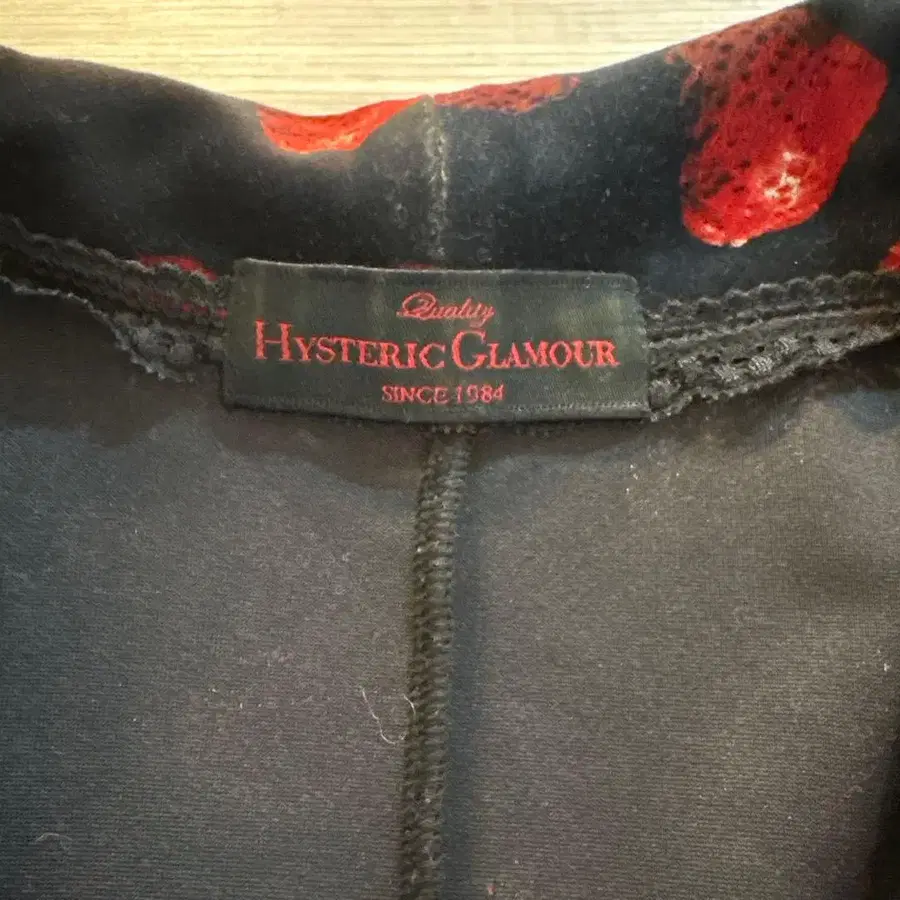 Quality
HYSTERIC GLAMOUR
SINCE 1984